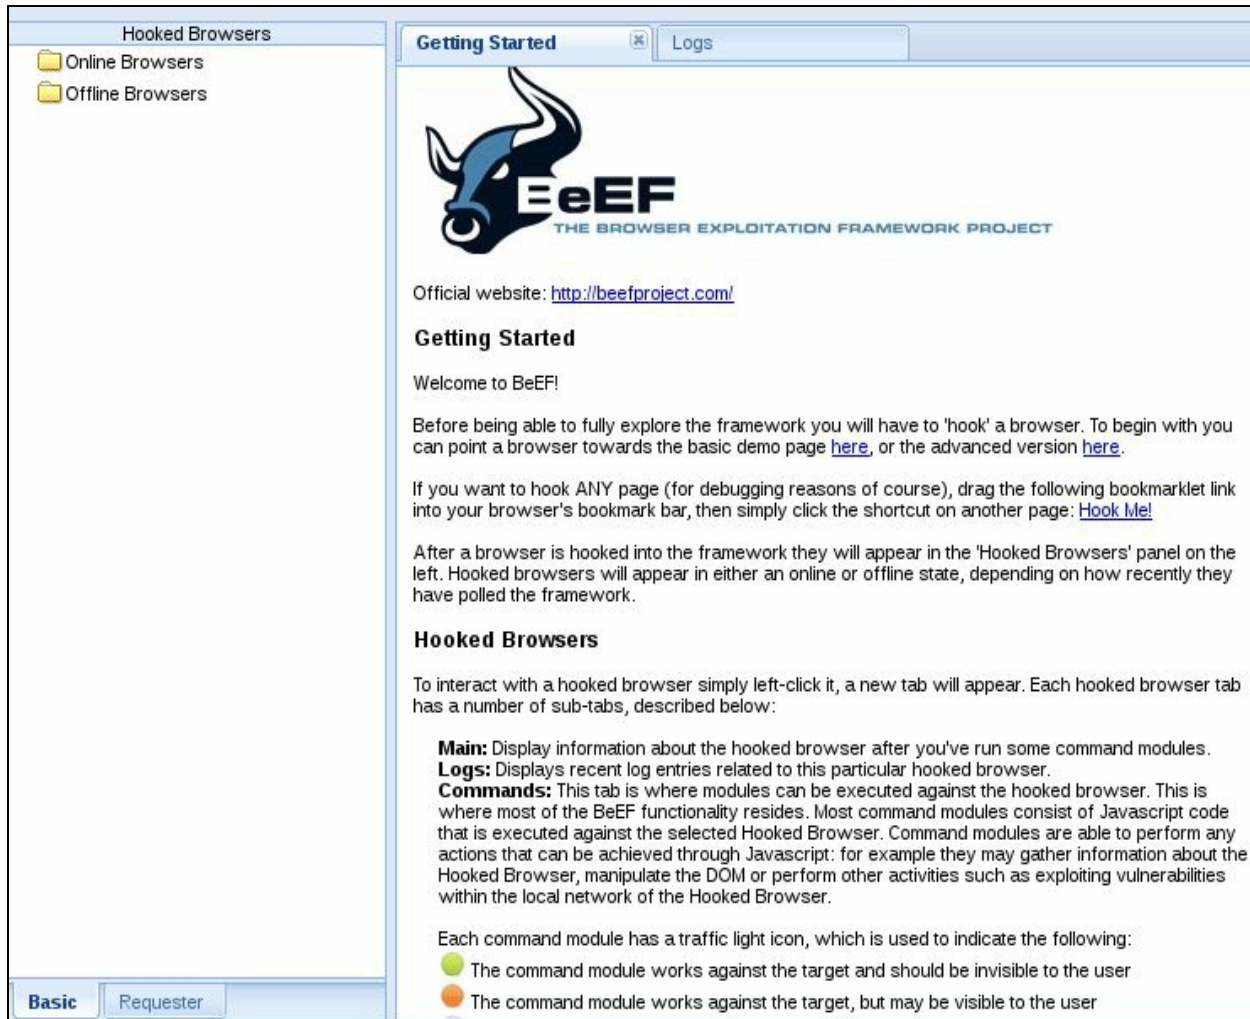 Hooked Browsers
Online Browsers
Offline Browsers
Basic
Requester
Getting Started
Logs
BeEF
THE BROWSER EXPLOITATION FRAMEWORK PROJECT
Official website: http://beefproject.com/
Getting Started
Welcome to BeEF!
Before being able to fully explore the framework you will have to 'hook' a browser. To begin with you
can point a browser towards the basic demo page here, or the advanced version here.
If you want to hook ANY page (for debugging reasons of course), drag the following bookmarklet link
into your browser's bookmark bar, then simply click the shortcut on another page: Hook Me!
After a browser is hooked into the framework they will appear in the 'Hooked Browsers' panel on the
left. Hooked browsers will appear in either an online or offline state, depending on how recently they
have polled the framework.
Hooked Browsers
To interact with a hooked browser simply left-click it, a new tab will appear. Each hooked browser tab
has a number of sub-tabs, described below:
Main: Display information about the hooked browser after you've run some command modules.
Logs: Displays recent log entries related to this particular hooked browser.
Commands: This tab is where modules can be executed against the hooked browser. This is
where most of the BeEF functionality resides. Most command modules consist of Javascript code
that is executed against the selected Hooked Browser. Command modules are able to perform any
actions that can be achieved through Javascript: for example they may gather information about the
Hooked Browser, manipulate the DOM or perform other activities such as exploiting vulnerabilities
within the local network of the Hooked Browser.
Each command module has a traffic light icon, which is used to indicate the following:
The command module works against the target and should be invisible to the user
The command module works against the target, but may be visible to the user